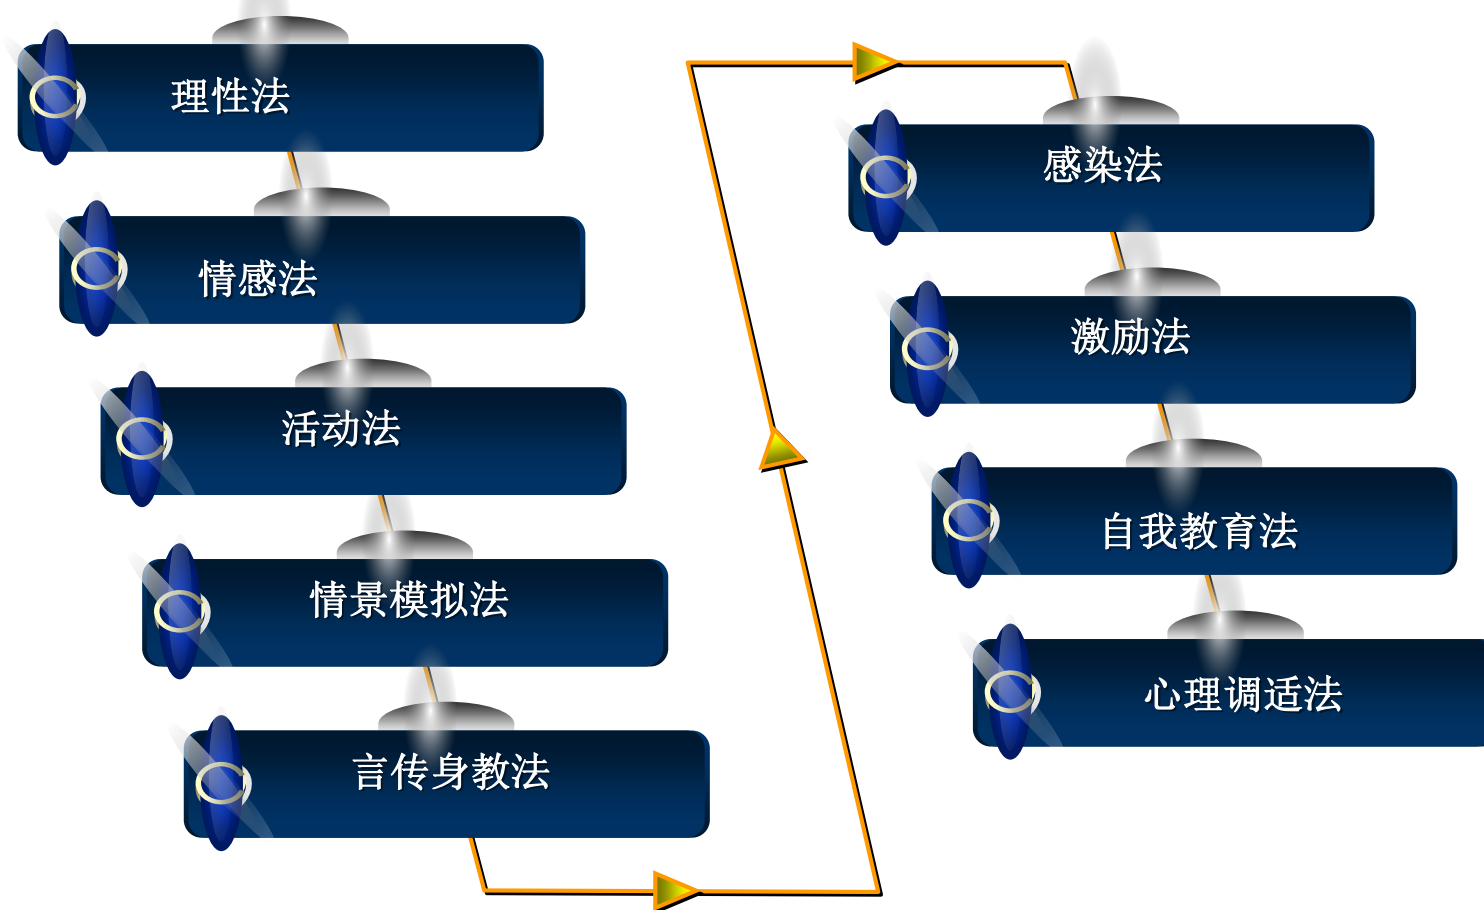 理性法
情感法
活动法
情景模拟法
言传身教法
感染法
激励法
自我教育法
心理调适法